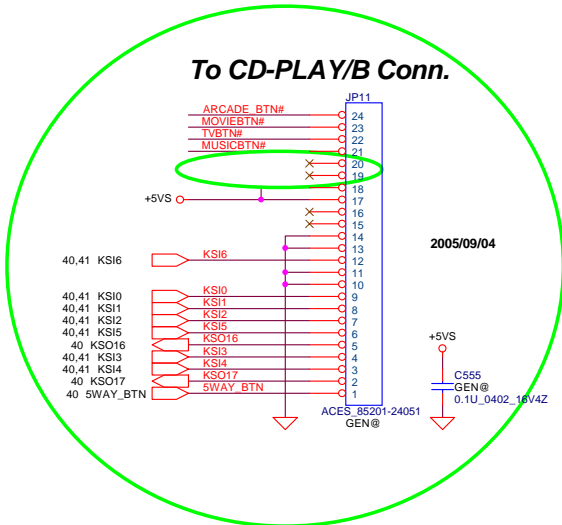 To CD-PLAY/B Conn.
JP11
ARCADE_BTN# 24
MOVIEBTN# 23
TVBTN# 22
MUSICBTN# 21
20
19
18
+5VS 17
16
15
14
13
40,41 KSI6 KSI6 12
11
10
40,41 KSI0 KSI0 9
40,41 KSI1 KSI1 8
40,41 KSI2 KSI2 7
40,41 KSI5 KSI5 6
40 KSO16 KSO16 5
40,41 KSI3 KSI3 4
40,41 KSI4 KSI4 3
40 KSO17 KSO17 2
40 5WAY_BTN 5WAY_BTN 1
ACES_85201-24051
GEN@
2005/09/04
+5VS
C555
GEN@
0.1U_0402_16V4Z